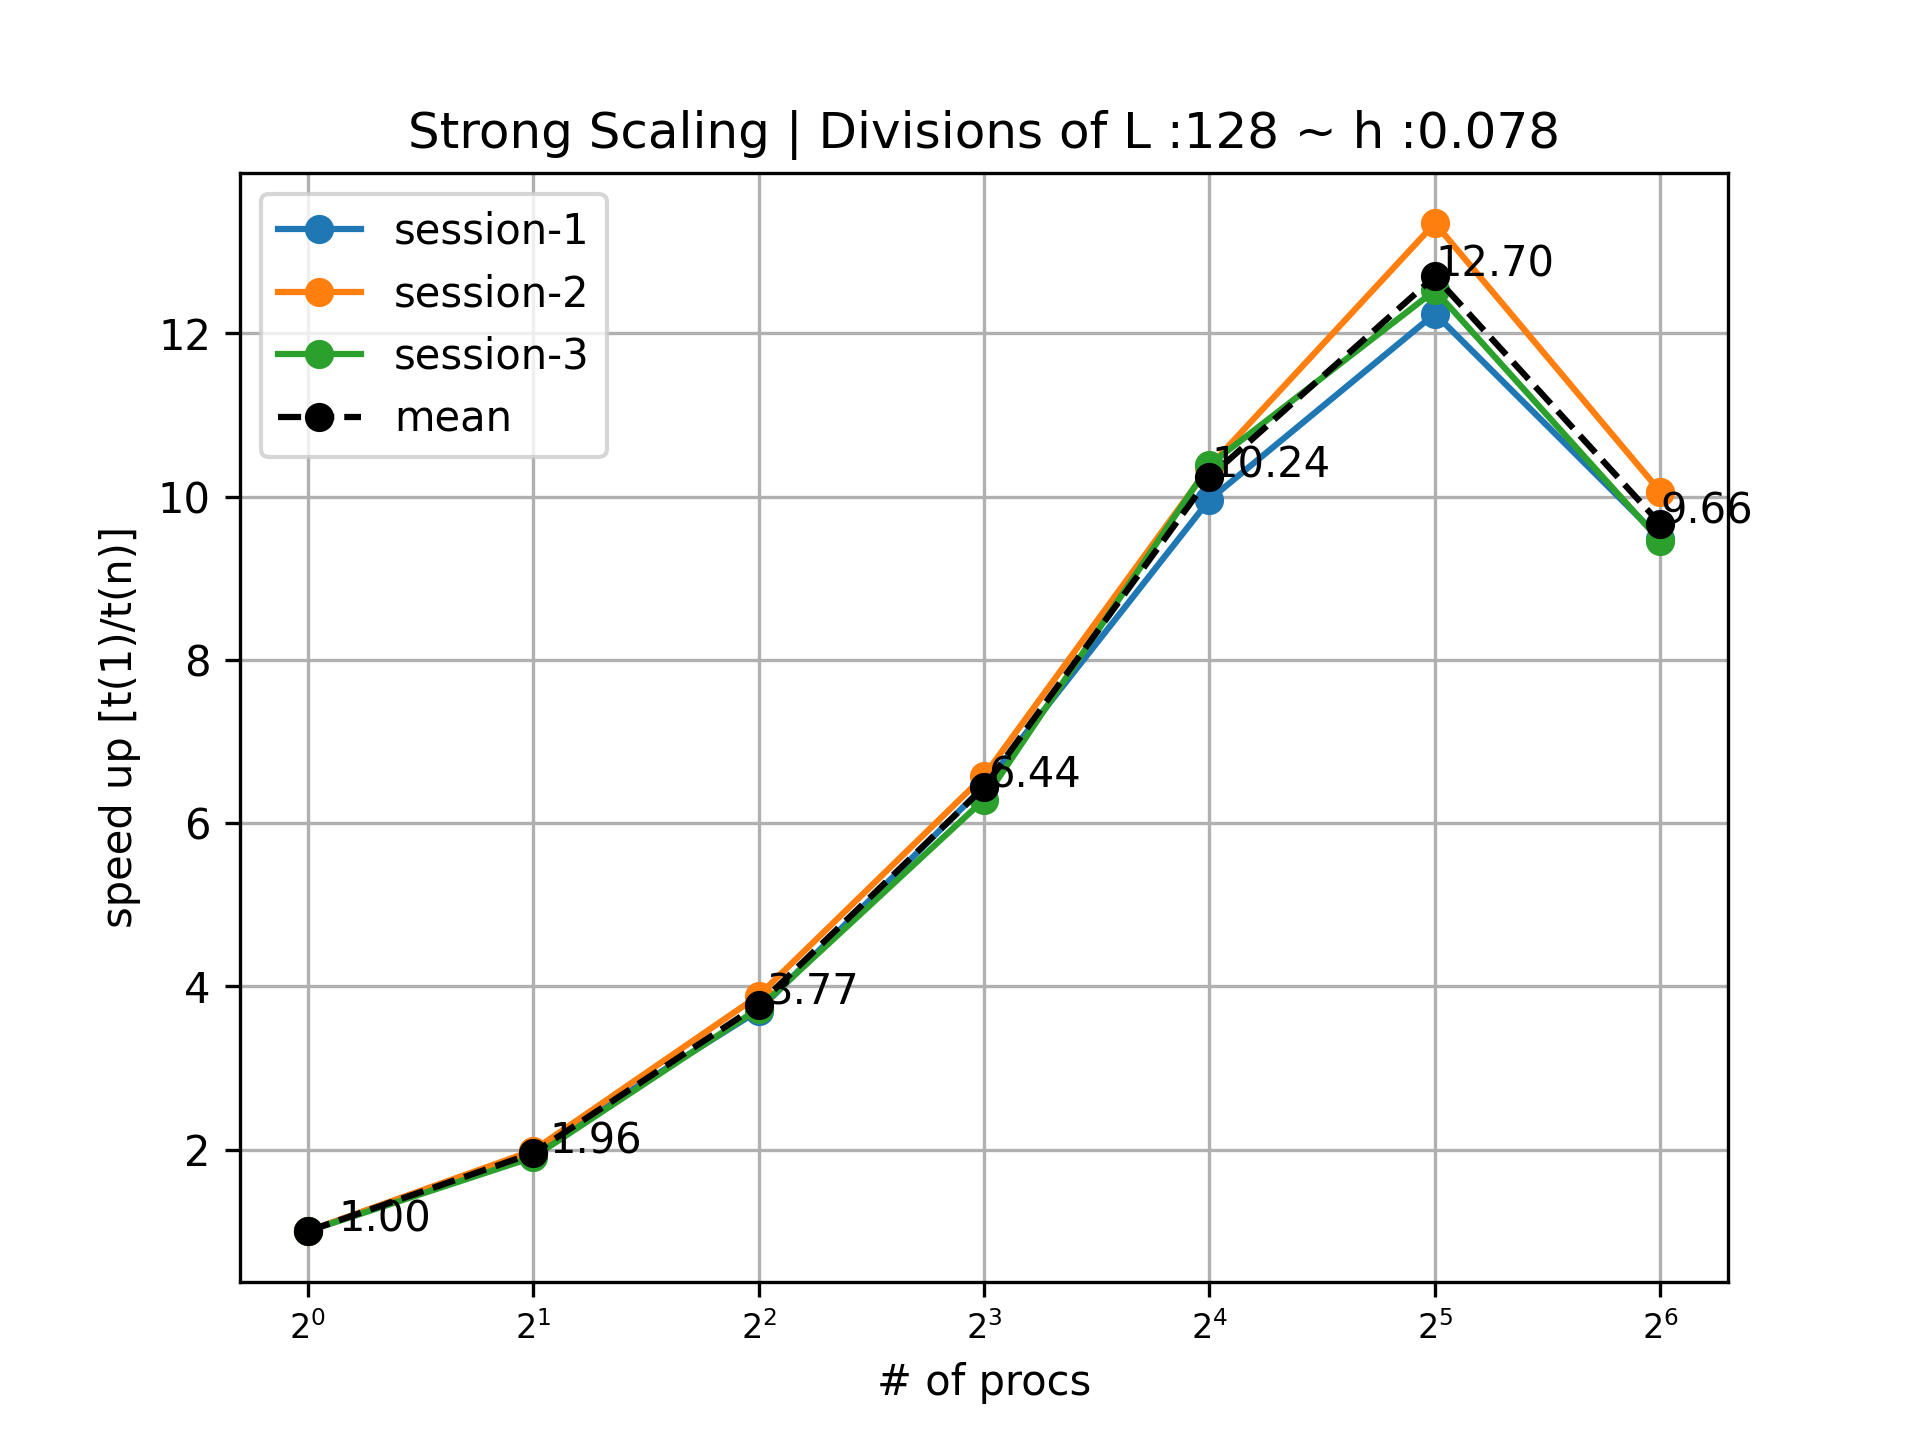 Strong Scaling | Divisions of L :128 ~ h :0.078
session-1
session-2
session-3
mean
12.70
10.24
9.66
6.44
3.77
1.96
1.00
12
10
8
6
4
2
speed up [t(1)/t(n)]
2⁰ 2¹ 2² 2³ 2⁴ 2⁵ 2⁶
# of procs